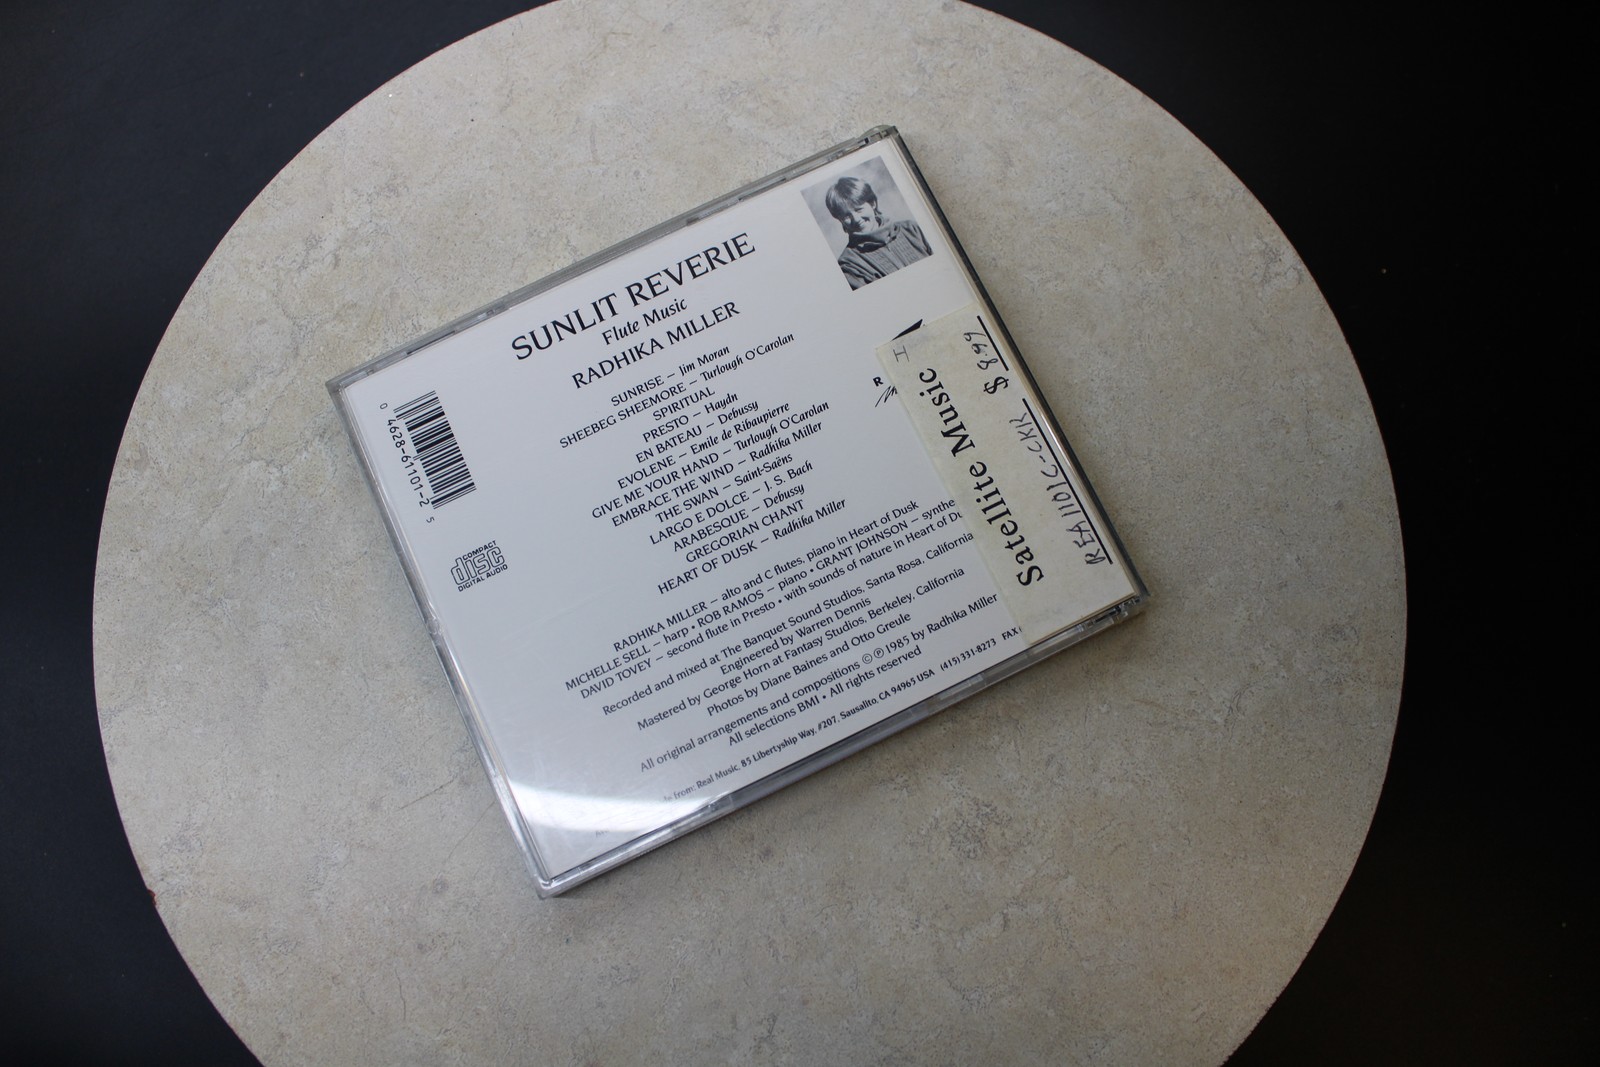 SUNLIT REVERIE
Flute Music
RADHIKA MILLER
SUNRISE – Jim Moran
SHEEBEG SHEEMORE – Turlough O'Carolan
SPIRITUAL
PRESTO – Haydn
EN BATEAU – Debussy
EVOLENE – Emile de Ribaupierre
GIVE ME YOUR HAND – Turlough O'Carolan
EMBRACE THE WIND – Radhika Miller
THE SWAN – Saint-Saëns
LARGO E DOLCE – J. S. Bach
ARABESQUE – Debussy
GREGORIAN CHANT
HEART OF DUSK – Radhika Miller
RADHIKA MILLER – alto and C flutes, piano in Heart of Dusk
MICHELLE SELL – harp • ROB RAMOS – piano • GRANT JOHNSON – synthe
DAVID TOVEY – second flute in Presto • with sounds of nature in Heart of Du
Recorded and mixed at The Banquet Sound Studios, Santa Rosa, California
Engineered by Warren Dennis
Mastered by George Horn at Fantasy Studios, Berkeley, California
Photos by Diane Baines and Otto Greule
All original arrangements and compositions © ℗ 1985 by Radhika Miller
All selections BMI • All rights reserved
from: Real Music, 85 Libertyship Way, #207, Sausalito, CA 94965 USA (415) 331-8273 FAX
0 4628-61101-2 5
COMPACT
disc
DIGITAL AUDIO
R
Satellite Music
REA1101C-CKK $8.99